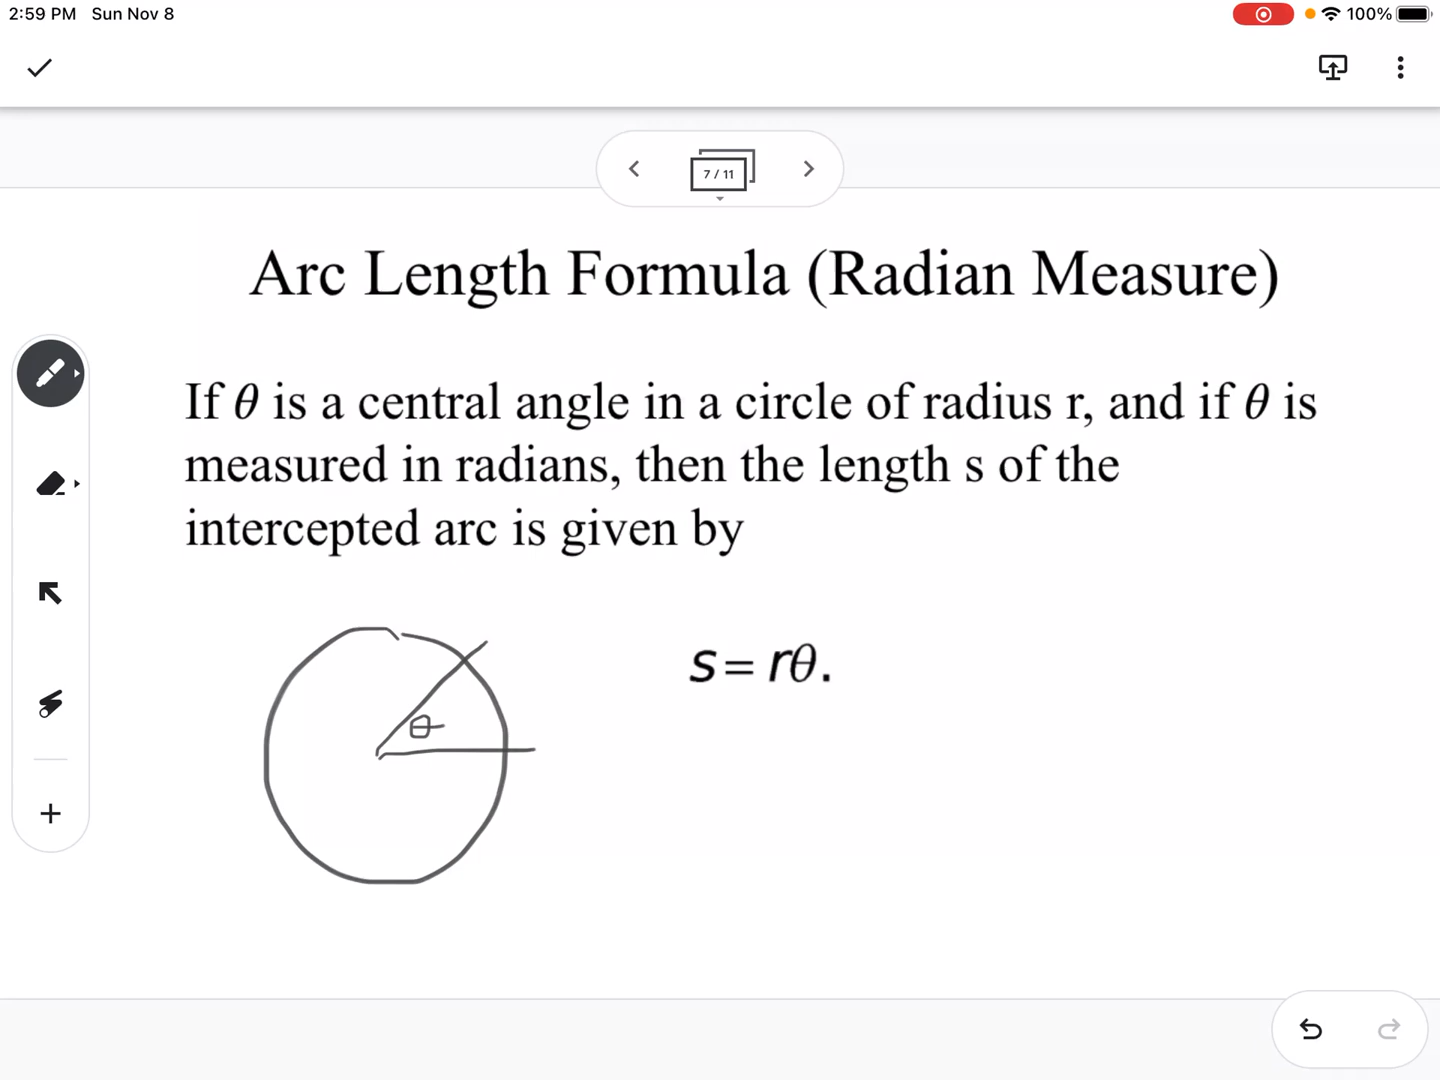 2:59 PM Sun Nov 8
100%
7 / 11
Arc Length Formula (Radian Measure)
If θ is a central angle in a circle of radius r, and if θ is
measured in radians, then the length s of the
intercepted arc is given by
s = rθ.
θ